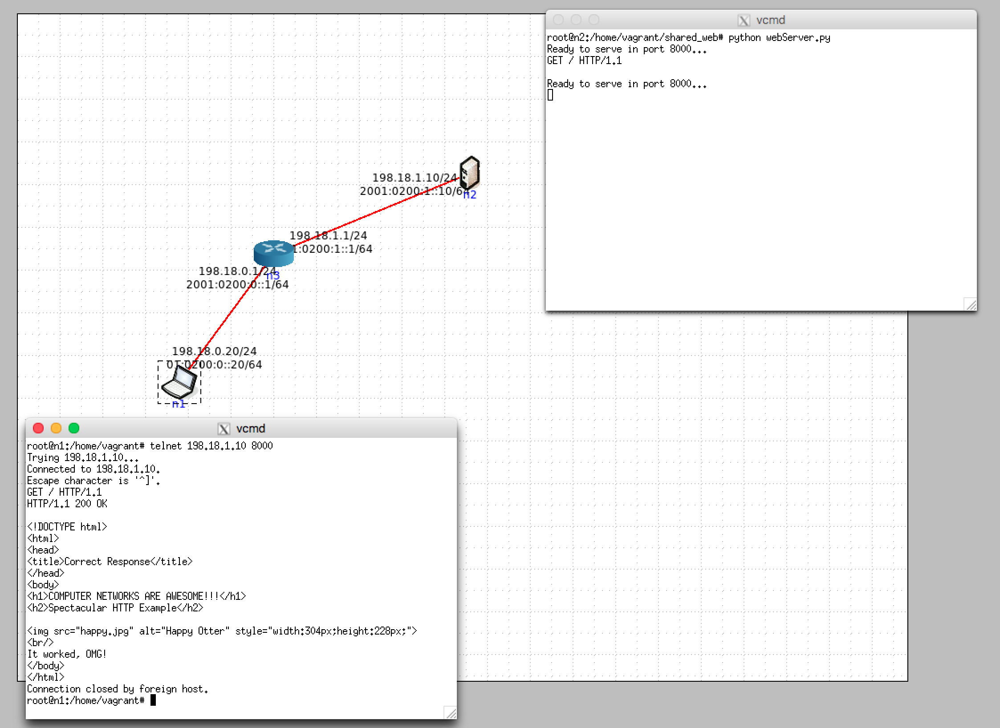 vcmd
root@n2:/home/vagrant/shared_web# python webServer.py
Ready to serve in port 8000...
GET / HTTP/1.1
Ready to serve in port 8000...
198.18.1.10/24
2001:0200:1::10/64
n2
198.18.1.1/24
1:0200:1::1/64
198.18.0.1/24
n3
2001:0200:0::1/64
198.18.0.20/24
01:0200:0::20/64
n1
vcmd
root@n1:/home/vagrant# telnet 198.18.1.10 8000
Trying 198.18.1.10...
Connected to 198.18.1.10.
Escape character is '^]'.
GET / HTTP/1.1
HTTP/1.1 200 OK
<!DOCTYPE html>
<html>
<head>
<title>Correct Response</title>
</head>
<body>
<h1>COMPUTER NETWORKS ARE AWESOME!!!</h1>
<h2>Spectacular HTTP Example</h2>
<img src="happy.jpg" alt="Happy Otter" style="width:304px;height:228px;">
<br/>
It worked, OMG!
</body>
</html>
Connection closed by foreign host.
root@n1:/home/vagrant#